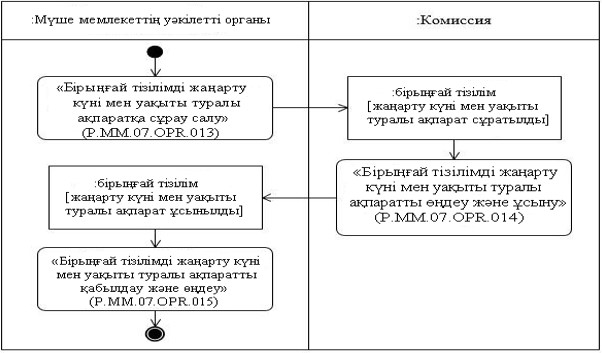 :Мүше мемлекеттің уәкілетті органы
:Комиссия
«Бірыңғай тізілімді жаңарту
күні мен уақыты туралы
ақпаратқа сұрау салу»
(P.MM.07.OPR.013)
:бірыңғай тізілім
[жаңарту күні мен уақыты
туралы ақпарат сұратылды]
«Бірыңғай тізілімді жаңарту
күні мен уақыты туралы
ақпаратты өңдеу және ұсыну»
(P.MM.07.OPR.014)
:бірыңғай тізілім
[жаңарту күні мен уақыты
туралы ақпарат ұсынылды]
«Бірыңғай тізілімді жаңарту күні
мен уақыты туралы ақпаратты
қабылдау және өңдеу»
(P.MM.07.OPR.015)